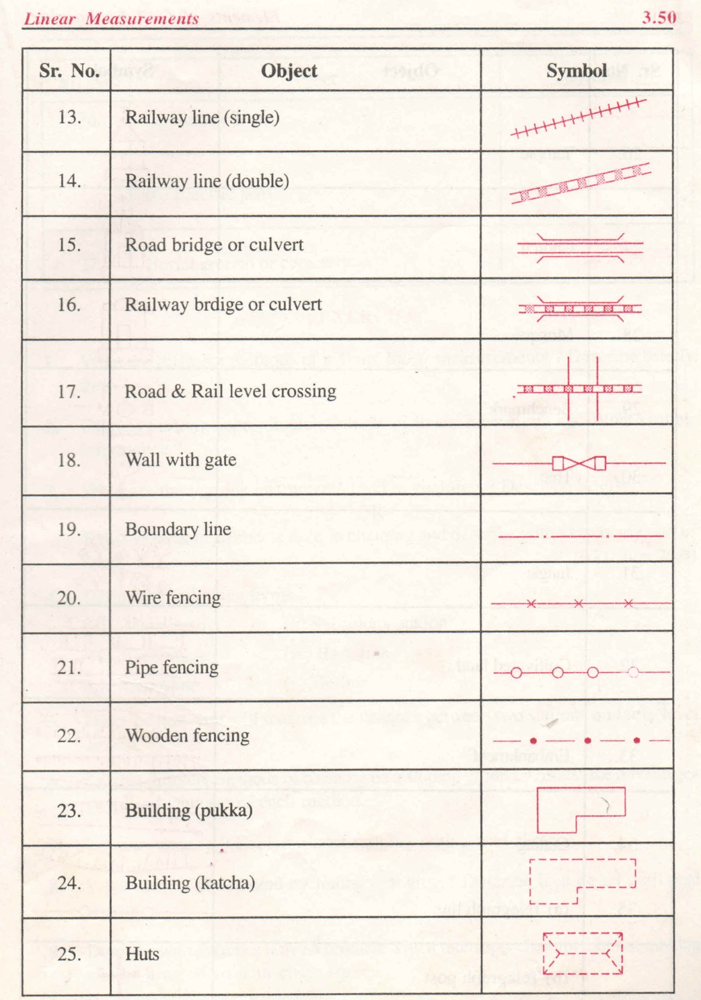 Linear Measurements 3.50
Sr. No. Object Symbol
13. Railway line (single)
14. Railway line (double)
15. Road bridge or culvert
16. Railway brdige or culvert
17. Road & Rail level crossing
18. Wall with gate
19. Boundary line
20. Wire fencing
21. Pipe fencing
22. Wooden fencing
23. Building (pukka)
24. Building (katcha)
25. Huts